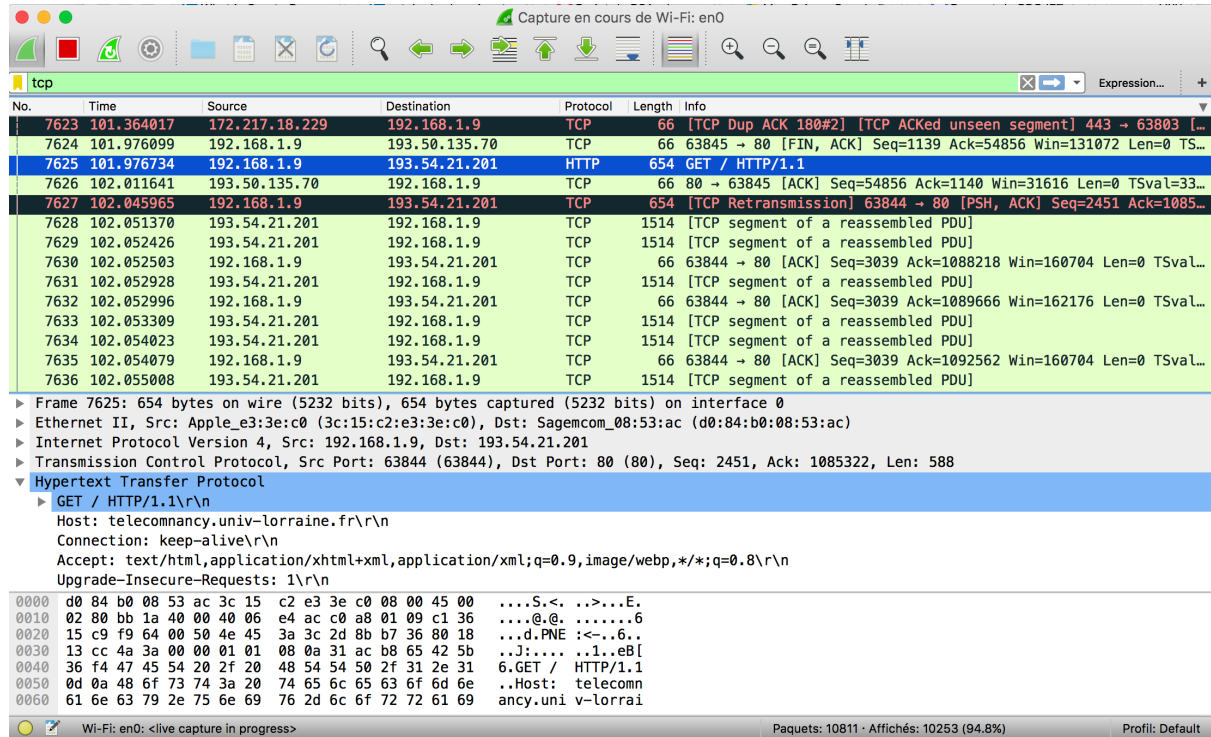 Capture en cours de Wi-Fi: en0
tcp
Expression...
+
No. Time Source Destination Protocol Length Info
7623 101.364017 172.217.18.229 192.168.1.9 TCP 66 [TCP Dup ACK 180#2] [TCP ACKed unseen segment] 443 → 63803 […
7624 101.976099 192.168.1.9 193.50.135.70 TCP 66 63845 → 80 [FIN, ACK] Seq=1139 Ack=54856 Win=131072 Len=0 TS…
7625 101.976734 192.168.1.9 193.54.21.201 HTTP 654 GET / HTTP/1.1
7626 102.011641 193.50.135.70 192.168.1.9 TCP 66 80 → 63845 [ACK] Seq=54856 Ack=1140 Win=31616 Len=0 TSval=33…
7627 102.045965 192.168.1.9 193.54.21.201 TCP 654 [TCP Retransmission] 63844 → 80 [PSH, ACK] Seq=2451 Ack=1085…
7628 102.051370 193.54.21.201 192.168.1.9 TCP 1514 [TCP segment of a reassembled PDU]
7629 102.052426 193.54.21.201 192.168.1.9 TCP 1514 [TCP segment of a reassembled PDU]
7630 102.052503 192.168.1.9 193.54.21.201 TCP 66 63844 → 80 [ACK] Seq=3039 Ack=1088218 Win=160704 Len=0 TSval…
7631 102.052928 193.54.21.201 192.168.1.9 TCP 1514 [TCP segment of a reassembled PDU]
7632 102.052996 192.168.1.9 193.54.21.201 TCP 66 63844 → 80 [ACK] Seq=3039 Ack=1089666 Win=162176 Len=0 TSval…
7633 102.053309 193.54.21.201 192.168.1.9 TCP 1514 [TCP segment of a reassembled PDU]
7634 102.054023 193.54.21.201 192.168.1.9 TCP 1514 [TCP segment of a reassembled PDU]
7635 102.054079 192.168.1.9 193.54.21.201 TCP 66 63844 → 80 [ACK] Seq=3039 Ack=1092562 Win=160704 Len=0 TSval…
7636 102.055008 193.54.21.201 192.168.1.9 TCP 1514 [TCP segment of a reassembled PDU]
Frame 7625: 654 bytes on wire (5232 bits), 654 bytes captured (5232 bits) on interface 0
Ethernet II, Src: Apple_e3:3e:c0 (3c:15:c2:e3:3e:c0), Dst: Sagemcom_08:53:ac (d0:84:b0:08:53:ac)
Internet Protocol Version 4, Src: 192.168.1.9, Dst: 193.54.21.201
Transmission Control Protocol, Src Port: 63844 (63844), Dst Port: 80 (80), Seq: 2451, Ack: 1085322, Len: 588
Hypertext Transfer Protocol
GET / HTTP/1.1\r\n
Host: telecomnancy.univ-lorraine.fr\r\n
Connection: keep-alive\r\n
Accept: text/html,application/xhtml+xml,application/xml;q=0.9,image/webp,*/*;q=0.8\r\n
Upgrade-Insecure-Requests: 1\r\n
0000 d0 84 b0 08 53 ac 3c 15 c2 e3 3e c0 08 00 45 00 ....S.<. ..>...E.
0010 02 80 bb 1a 40 00 40 06 e4 ac c0 a8 01 09 c1 36 ....@.@. .......6
0020 15 c9 f9 64 00 50 4e 45 3a 3c 2d 8b b7 36 80 18 ...d.PNE :<-..6..
0030 13 cc 4a 3a 00 00 01 01 08 0a 31 ac b8 65 42 5b ..J:.... ..1..eB[
0040 36 f4 47 45 54 20 2f 20 48 54 54 50 2f 31 2e 31 6.GET / HTTP/1.1
0050 0d 0a 48 6f 73 74 3a 20 74 65 6c 65 63 6f 6d 6e ..Host: telecomn
0060 61 6e 63 79 2e 75 6e 69 76 2d 6c 6f 72 72 61 69 ancy.uni v-lorrai
Wi-Fi: en0: <live capture in progress> Paquets: 10811 · Affichés: 10253 (94.8%) Profil: Default